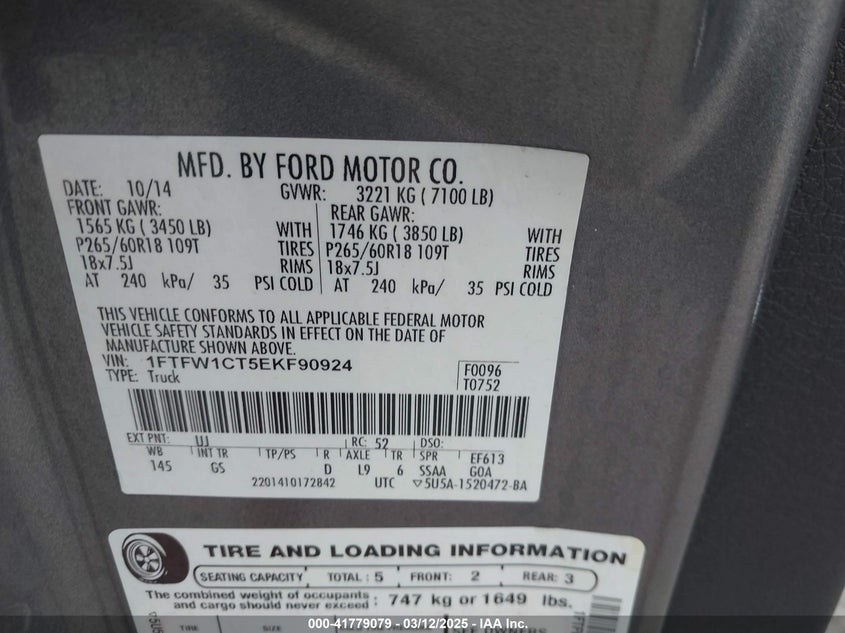 MFD. BY FORD MOTOR CO.
DATE: 10/14 GVWR: 3221 KG ( 7100 LB)
FRONT GAWR: REAR GAWR:
1565 KG ( 3450 LB) WITH 1746 KG ( 3850 LB) WITH
P265/60R18 109T TIRES P265/60R18 109T TIRES
18x7.5J RIMS 18x7.5J RIMS
AT 240 kPa/ 35 PSI COLD AT 240 kPa/ 35 PSI COLD
THIS VEHICLE CONFORMS TO ALL APPLICABLE FEDERAL MOTOR
VEHICLE SAFETY STANDARDS IN EFFECT ON THE DATE OF
MANUFACTURE SHOWN ABOVE.
VIN: 1FTFW1CT5EKF90924 F0096
TYPE: Truck T0752
EXT PNT: UJ RC: 52 DSO:
WB INT TR TP/PS R AXLE TR SPR EF613
145 GS D L9 6 SSAA GOA
2201410172842 UTC ▽5U5A-1520472-BA
TIRE AND LOADING INFORMATION
SEATING CAPACITY TOTAL : 5 FRONT: 2 REAR: 3
The combined weight of occupants and cargo should never exceed : 747 kg or 1649 lbs.
TIRE SIZE SEE OWNERS
000-41779079 - 03/12/2025 - IAA Inc.